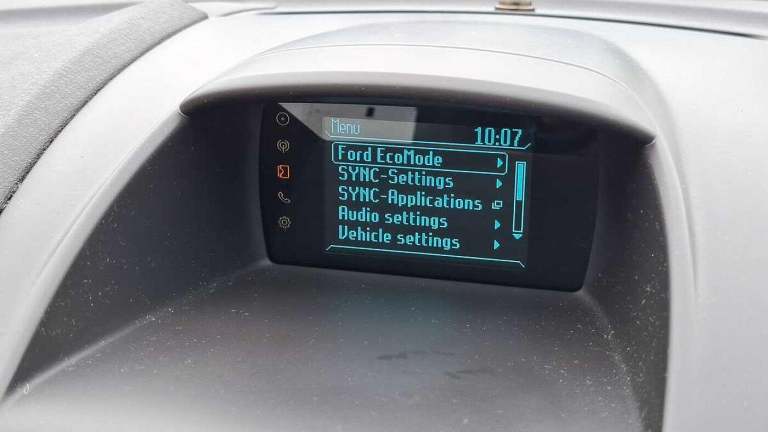 Menu
10:07
Ford EcoMode
SYNC-Settings
SYNC-Applications
Audio settings
Vehicle settings